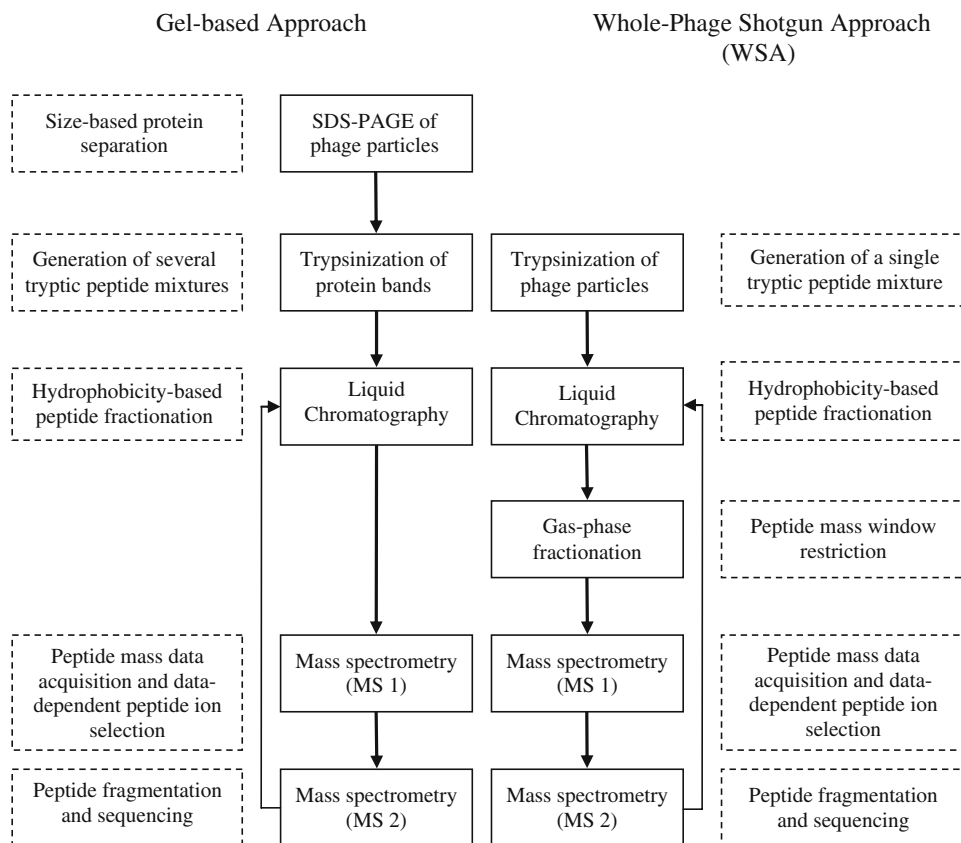 Gel-based Approach
Whole-Phage Shotgun Approach
(WSA)
Size-based protein
separation
SDS-PAGE of
phage particles
Generation of several
tryptic peptide mixtures
Trypsinization of
protein bands
Trypsinization of
phage particles
Generation of a single
tryptic peptide mixture
Hydrophobicity-based
peptide fractionation
Liquid
Chromatography
Liquid
Chromatography
Hydrophobicity-based
peptide fractionation
Gas-phase
fractionation
Peptide mass window
restriction
Peptide mass data
acquisition and data-
dependent peptide ion
selection
Mass spectrometry
(MS 1)
Mass spectrometry
(MS 1)
Peptide mass data
acquisition and data-
dependent peptide ion
selection
Peptide fragmentation
and sequencing
Mass spectrometry
(MS 2)
Mass spectrometry
(MS 2)
Peptide fragmentation
and sequencing